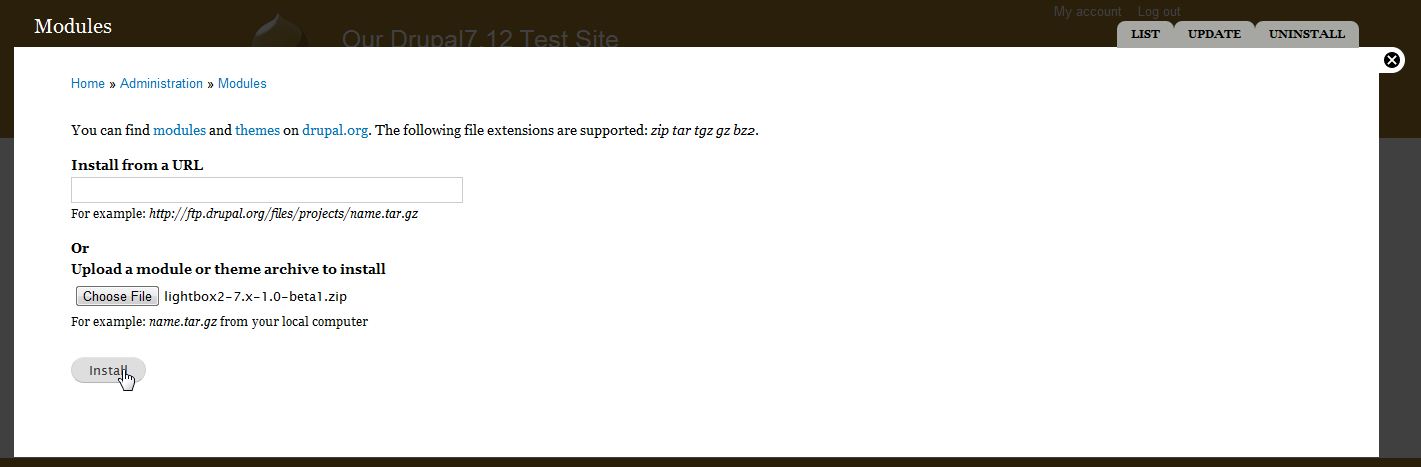 My account Log out
Modules
Our Drupal7.12 Test Site
LIST UPDATE UNINSTALL
Home » Administration » Modules
You can find modules and themes on drupal.org. The following file extensions are supported: zip tar tgz gz bz2.
Install from a URL
For example: http://ftp.drupal.org/files/projects/name.tar.gz
Or
Upload a module or theme archive to install
Choose File lightbox2-7.x-1.0-beta1.zip
For example: name.tar.gz from your local computer
Install